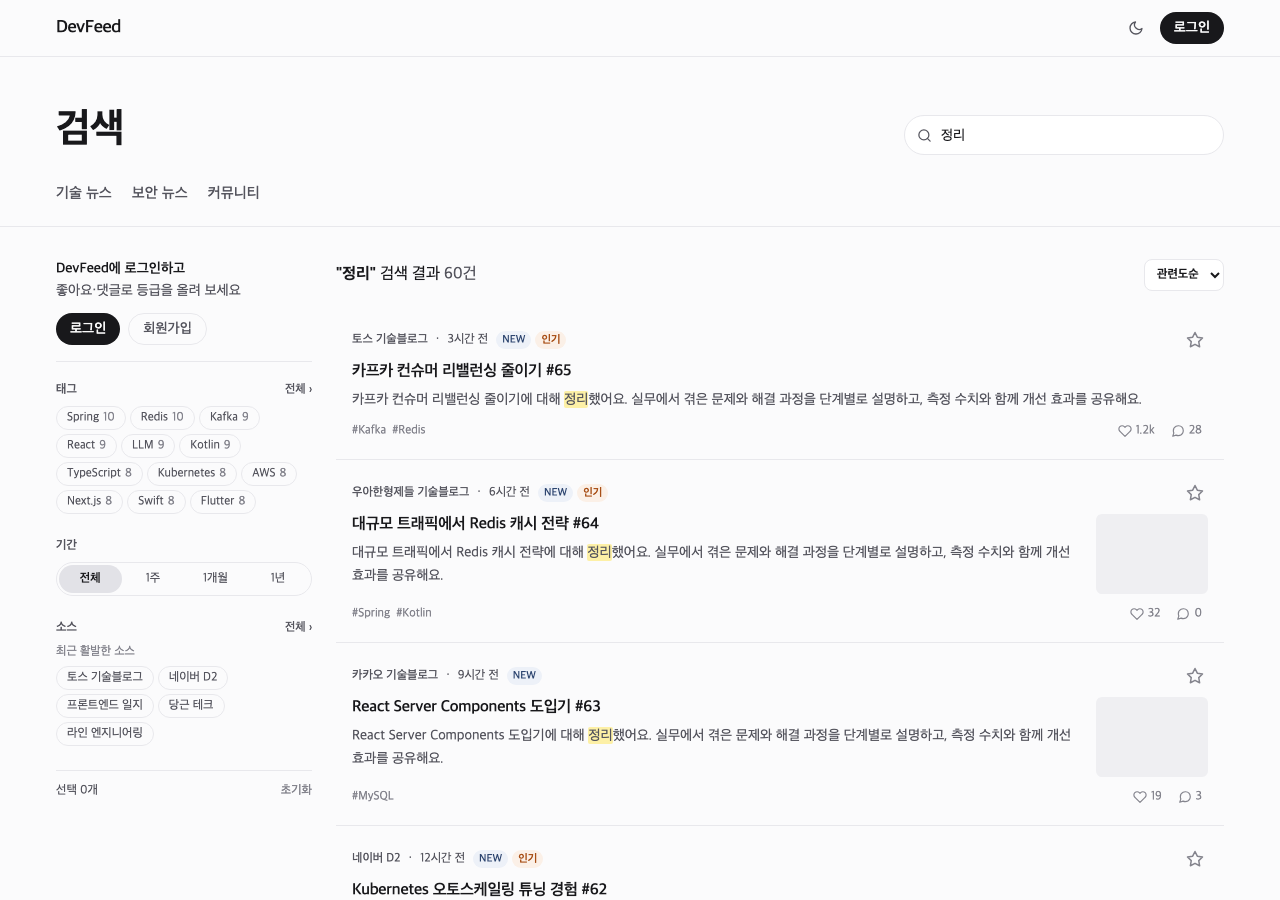 DevFeed
로그인
검색
정리
기술 뉴스 보안 뉴스 커뮤니티
DevFeed에 로그인하고
좋아요·댓글로 등급을 올려 보세요
로그인 회원가입
태그 전체 ›
Spring 10 Redis 10 Kafka 9
React 9 LLM 9 Kotlin 9
TypeScript 8 Kubernetes 8 AWS 8
Next.js 8 Swift 8 Flutter 8
기간
전체 1주 1개월 1년
소스 전체 ›
최근 활발한 소스
토스 기술블로그 네이버 D2
프론트엔드 일지 당근 테크
라인 엔지니어링
선택 0개 초기화
"정리" 검색 결과 60건 관련도순
토스 기술블로그 · 3시간 전 NEW 인기
카프카 컨슈머 리밸런싱 줄이기 #65
카프카 컨슈머 리밸런싱 줄이기에 대해 정리했어요. 실무에서 겪은 문제와 해결 과정을 단계별로 설명하고, 측정 수치와 함께 개선 효과를 공유해요.
#Kafka #Redis 1.2k 28
우아한형제들 기술블로그 · 6시간 전 NEW 인기
대규모 트래픽에서 Redis 캐시 전략 #64
대규모 트래픽에서 Redis 캐시 전략에 대해 정리했어요. 실무에서 겪은 문제와 해결 과정을 단계별로 설명하고, 측정 수치와 함께 개선
효과를 공유해요.
#Spring #Kotlin 32 0
카카오 기술블로그 · 9시간 전 NEW
React Server Components 도입기 #63
React Server Components 도입기에 대해 정리했어요. 실무에서 겪은 문제와 해결 과정을 단계별로 설명하고, 측정 수치와 함께 개선
효과를 공유해요.
#MySQL 19 3
네이버 D2 · 12시간 전 NEW 인기
Kubernetes 오토스케일링 튜닝 경험 #62